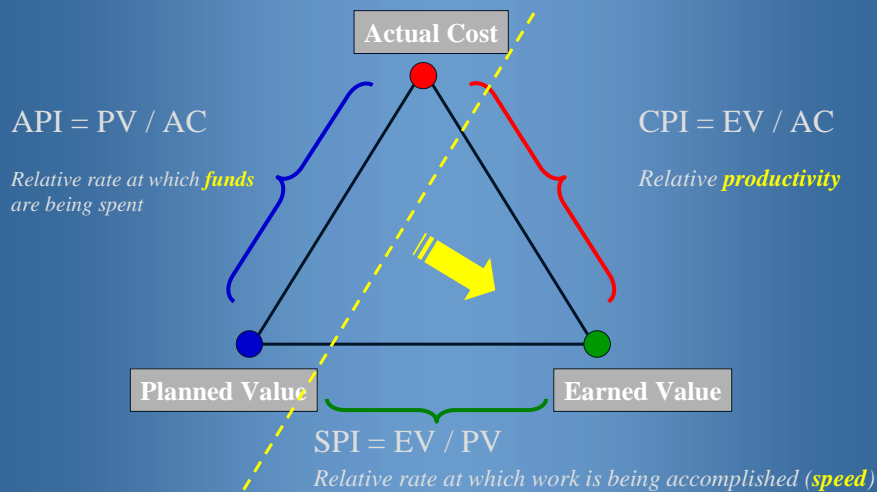 Actual Cost
API = PV / AC
Relative rate at which funds
are being spent
CPI = EV / AC
Relative productivity
Planned Value
Earned Value
SPI = EV / PV
Relative rate at which work is being accomplished (speed)